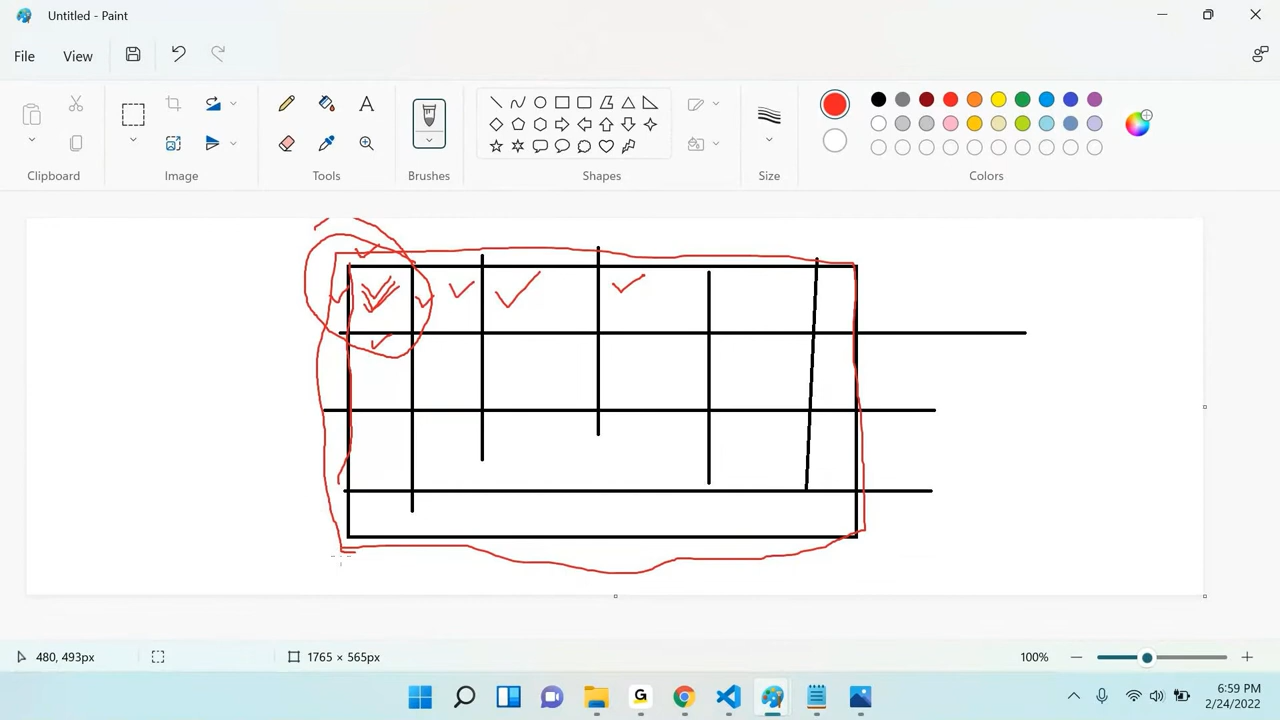 Untitled - Paint
File View
Clipboard Image Tools Brushes Shapes Size Colors
480, 493px 1765 × 565px 100%
6:59 PM
2/24/2022